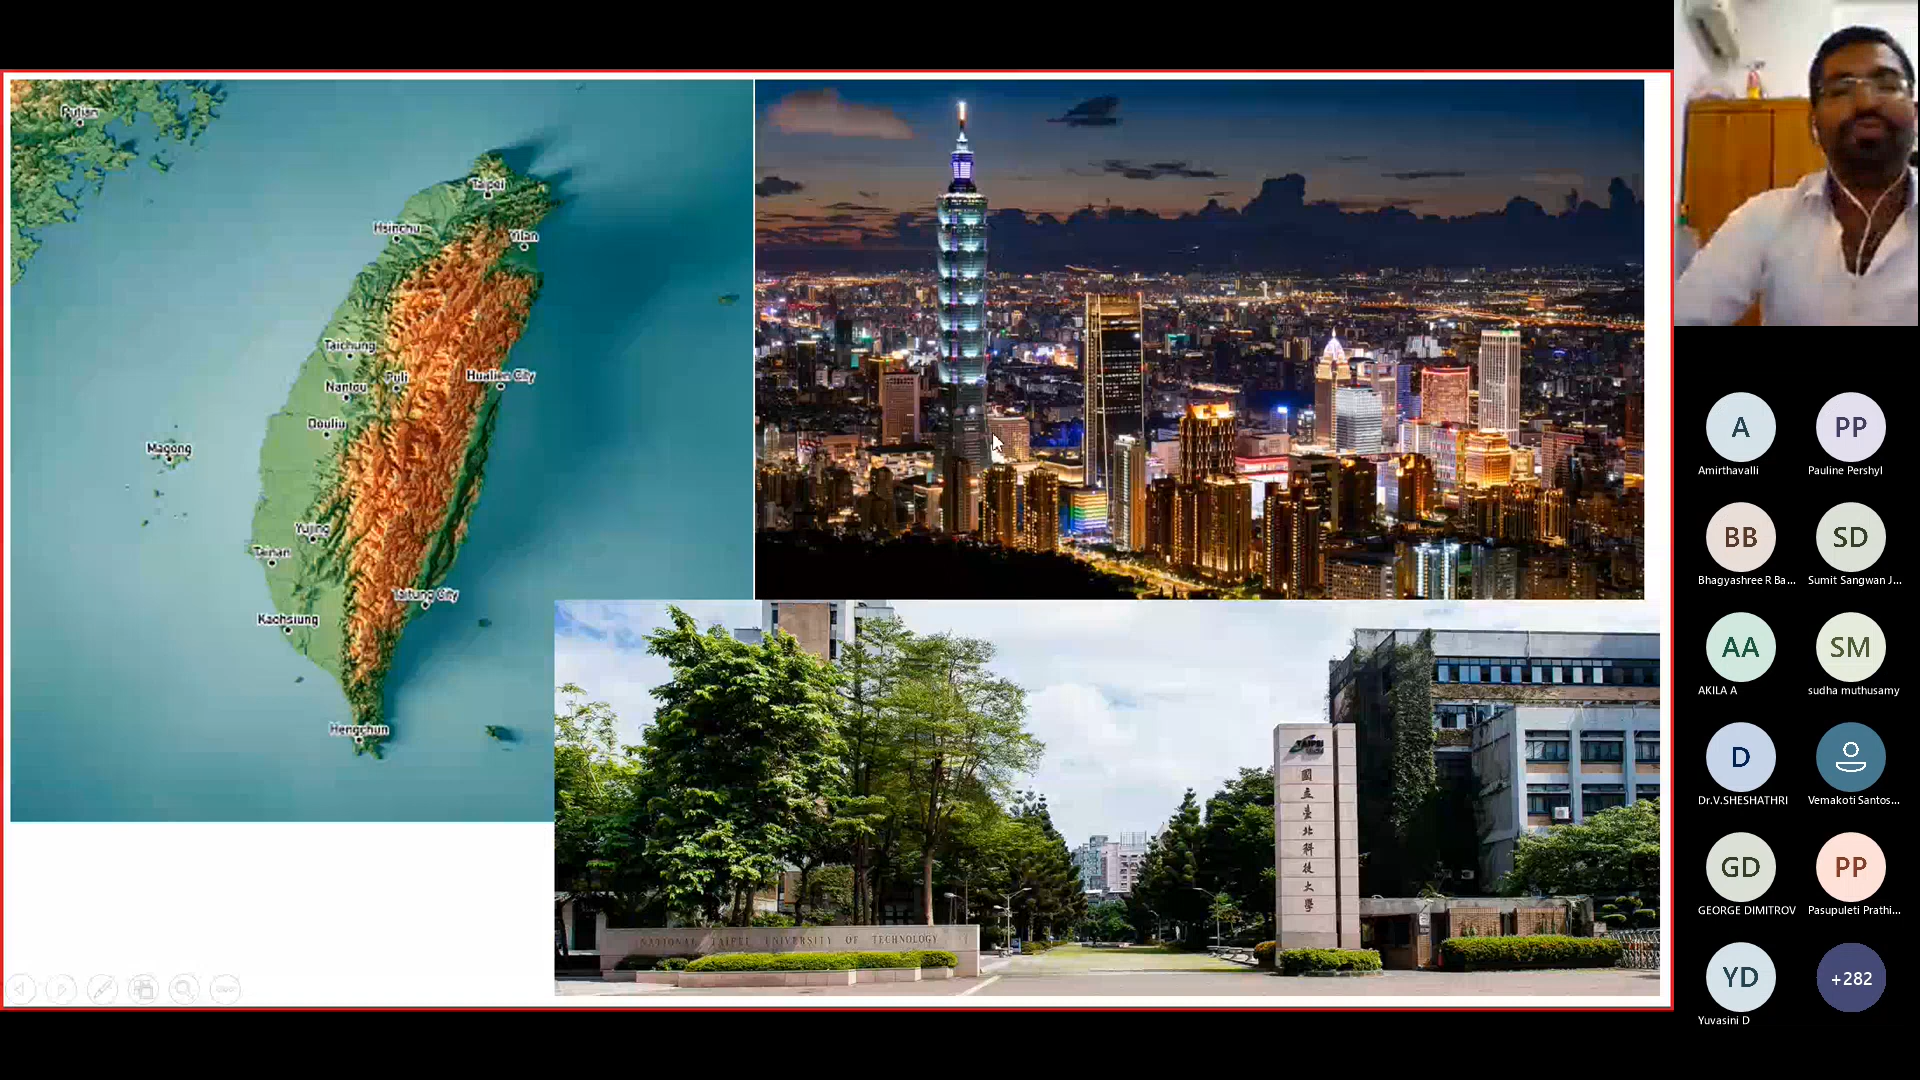 Putian
Taipei
Hsinchu
Yilan
Taichung
Puli
Hualien City
Nantou
Douliu
Magong
Yujing
Tainan
Taitung City
Kaohsiung
Hengchun
TAIPEI
TECH
國立臺北科技大學
NATIONAL TAIPEI UNIVERSITY OF TECHNOLOGY
A
Amirthavalli
PP
Pauline Pershyl
BB
Bhagyashree R Ba...
SD
Sumit Sangwan J...
AA
AKILA A
SM
sudha muthusamy
D
Dr.V.SHESHATHRI
Vemakoti Santos...
GD
GEORGE DIMITROV
PP
Pasupuleti Prathi...
YD
Yuvasini D
+282